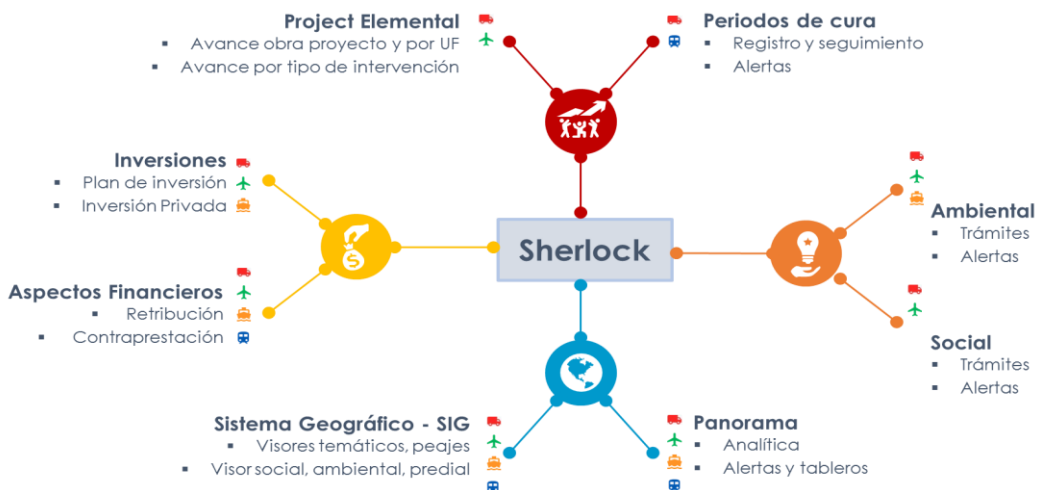 Project Elemental
▪ Avance obra proyecto y por UF
▪ Avance por tipo de intervención
Periodos de cura
▪ Registro y seguimiento
▪ Alertas
Inversiones
▪ Plan de inversión
▪ Inversión Privada
Sherlock
Ambiental
▪ Trámites
▪ Alertas
Aspectos Financieros
▪ Retribución
▪ Contraprestación
$
Social
▪ Trámites
▪ Alertas
Sistema Geográfico - SIG
▪ Visores temáticos, peajes
▪ Visor social, ambiental, predial
Panorama
▪ Analítica
▪ Alertas y tableros